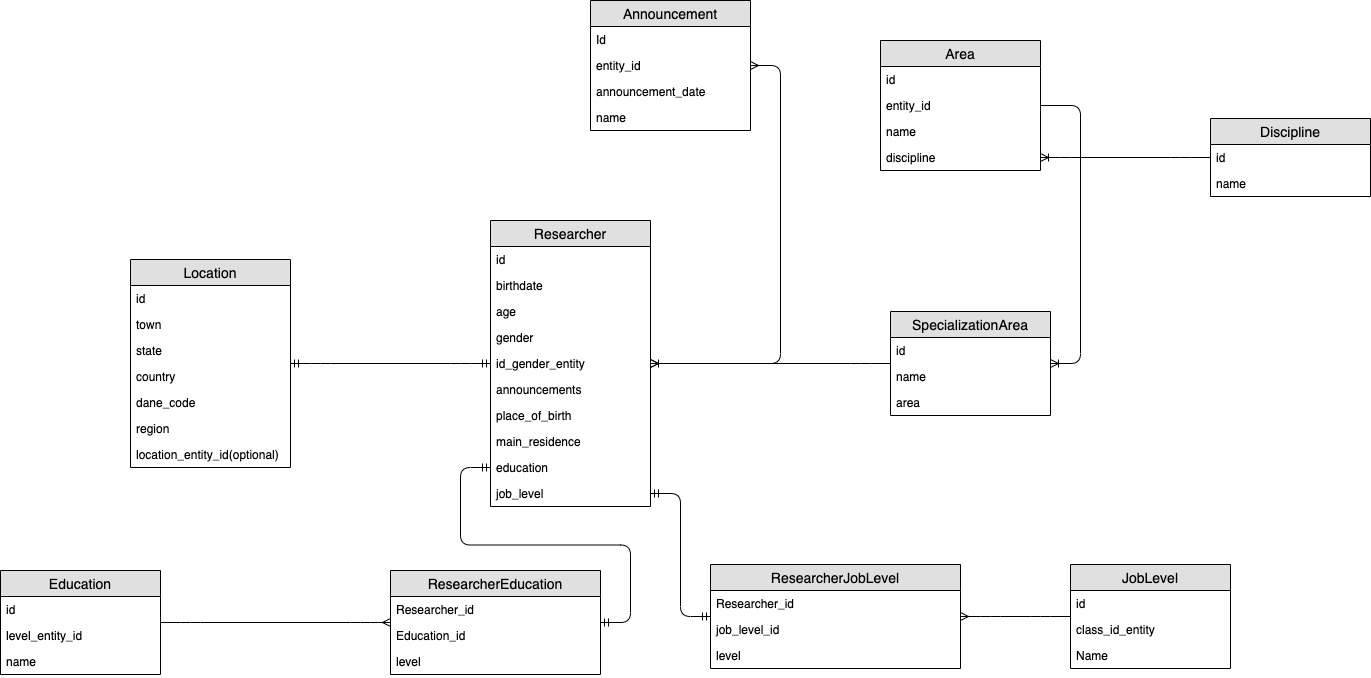 Announcement
Id
entity_id
announcement_date
name
Area
id
entity_id
name
discipline
Discipline
id
name
Researcher
id
birthdate
age
gender
id_gender_entity
announcements
place_of_birth
main_residence
education
job_level
Location
id
town
state
country
dane_code
region
location_entity_id(optional)
SpecializationArea
id
name
area
Education
id
level_entity_id
name
ResearcherEducation
Researcher_id
Education_id
level
ResearcherJobLevel
Researcher_id
job_level_id
level
JobLevel
id
class_id_entity
Name